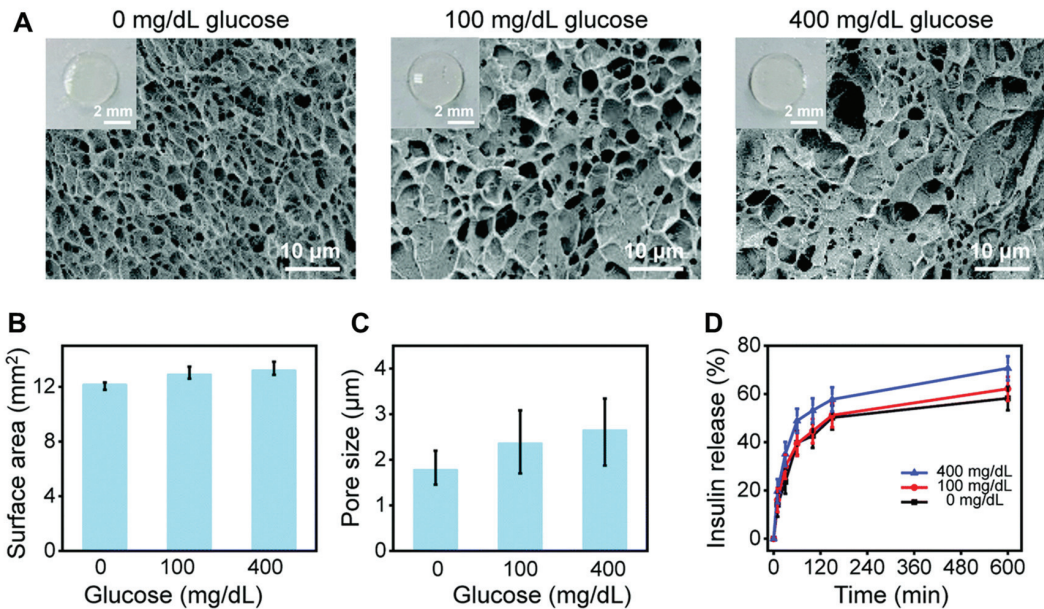 A
0 mg/dL glucose
100 mg/dL glucose
400 mg/dL glucose
2 mm
10 µm
2 mm
10 µm
2 mm
10 µm
B
Surface area (mm²)
12
8
4
0
0
100
400
Glucose (mg/dL)
C
Pore size (µm)
4
3
2
1
0
0
100
400
Glucose (mg/dL)
D
Insulin release (%)
80
60
40
20
0
400 mg/dL
100 mg/dL
0 mg/dL
0
120
240
360
480
600
Time (min)